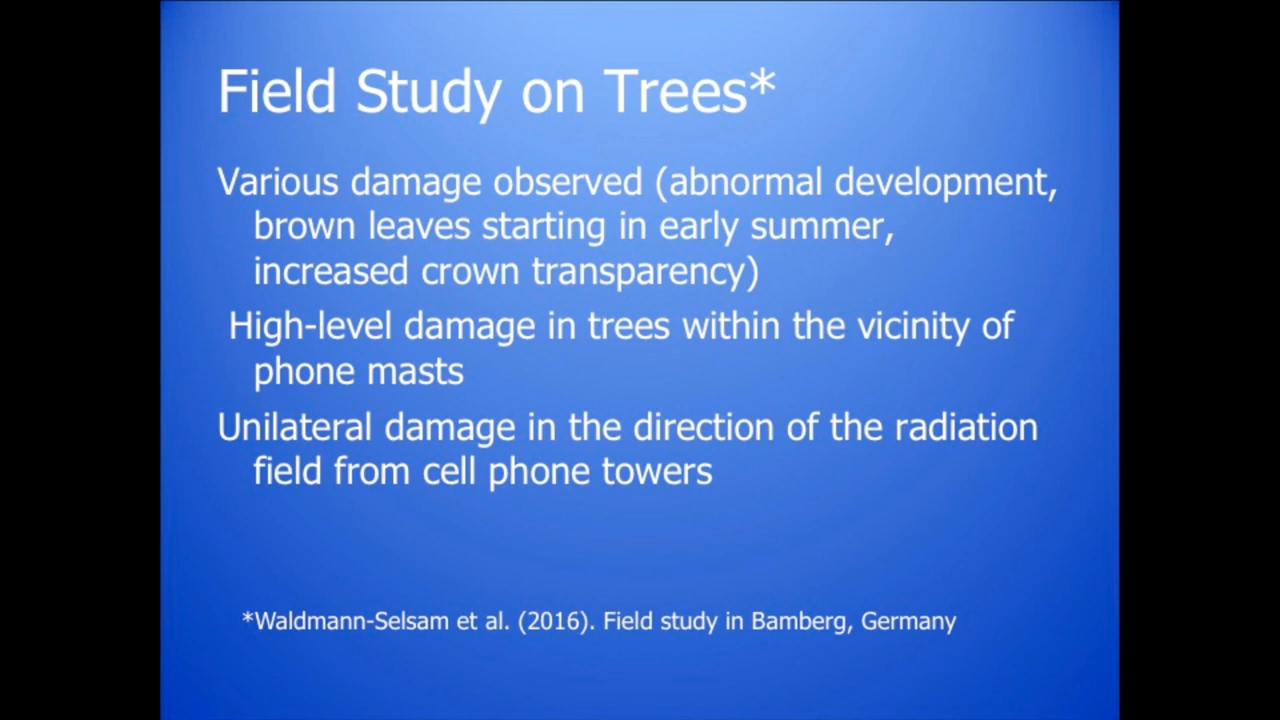 Field Study on Trees*
Various damage observed (abnormal development,
brown leaves starting in early summer,
increased crown transparency)
High-level damage in trees within the vicinity of
phone masts
Unilateral damage in the direction of the radiation
field from cell phone towers
*Waldmann-Selsam et al. (2016). Field study in Bamberg, Germany